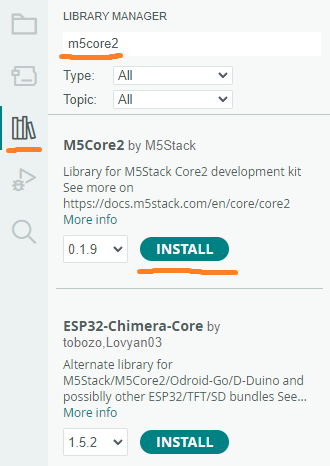 LIBRARY MANAGER
m5core2
Type: All
Topic: All
M5Core2 by M5Stack
Library for M5Stack Core2 development kit
See more on
https://docs.m5stack.com/en/core/core2
More info
0.1.9 INSTALL
ESP32-Chimera-Core by
tobozo,Lovyan03
Alternate library for
M5Stack/M5Core2/Odroid-Go/D-Duino and
possiblly other ESP32/TFT/SD bundles See...
More info
1.5.2 INSTALL